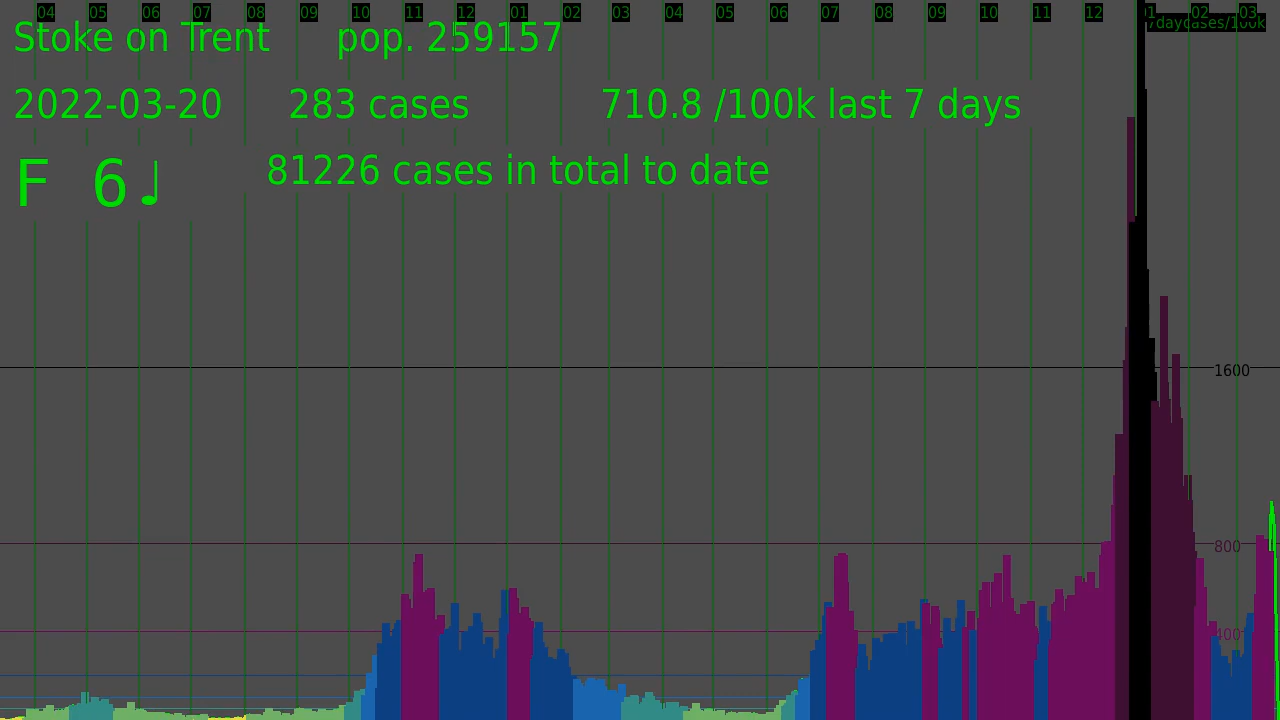 04 05 06 07 08 09 10 11 12 01 02 03 04 05 06 07 08 09 10 11 12 01 02 03
7daycases/100k
Stoke on Trent pop. 259157
2022-03-20 283 cases 710.8 /100k last 7 days
F 6♩ 81226 cases in total to date
1600
800
400